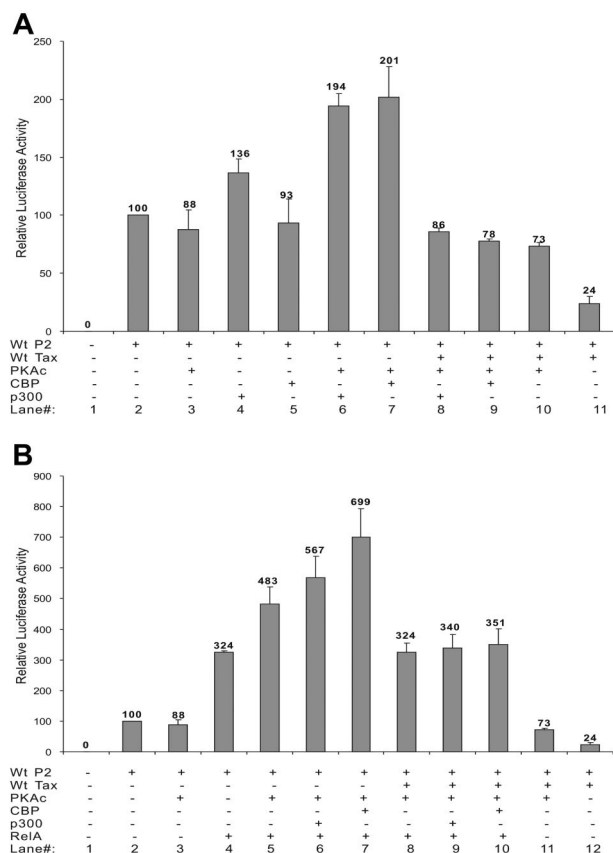 A
Relative Luciferase Activity
250
200
150
100
50
0
0
100
88
136
93
194
201
86
78
73
24
Wt P2 - + + + + + + + + + +
Wt Tax - - - - - - - + + + +
PKAc - - + - - + + + + + -
CBP - - - - + - + - + - -
p300 - - - + - + - + - - -
Lane#: 1 2 3 4 5 6 7 8 9 10 11
B
Relative Luciferase Activity
900
800
700
600
500
400
300
200
100
0
0
100
88
324
483
567
699
324
340
351
73
24
Wt P2 - + + + + + + + + + + +
Wt Tax - - - - - - - + + + + +
PKAc - - + - + + + + + + + -
CBP - - - - - - + - - + - -
p300 - - - - - + - - + - - -
RelA - - - + + + + + + + - -
Lane#: 1 2 3 4 5 6 7 8 9 10 11 12